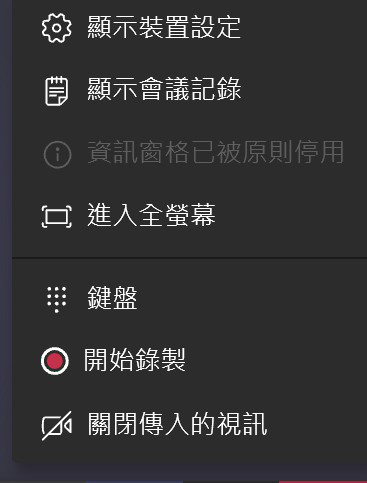 顯示裝置設定
顯示會議記錄
資訊窗格已被原則停用
進入全螢幕
鍵盤
開始錄製
關閉傳入的視訊